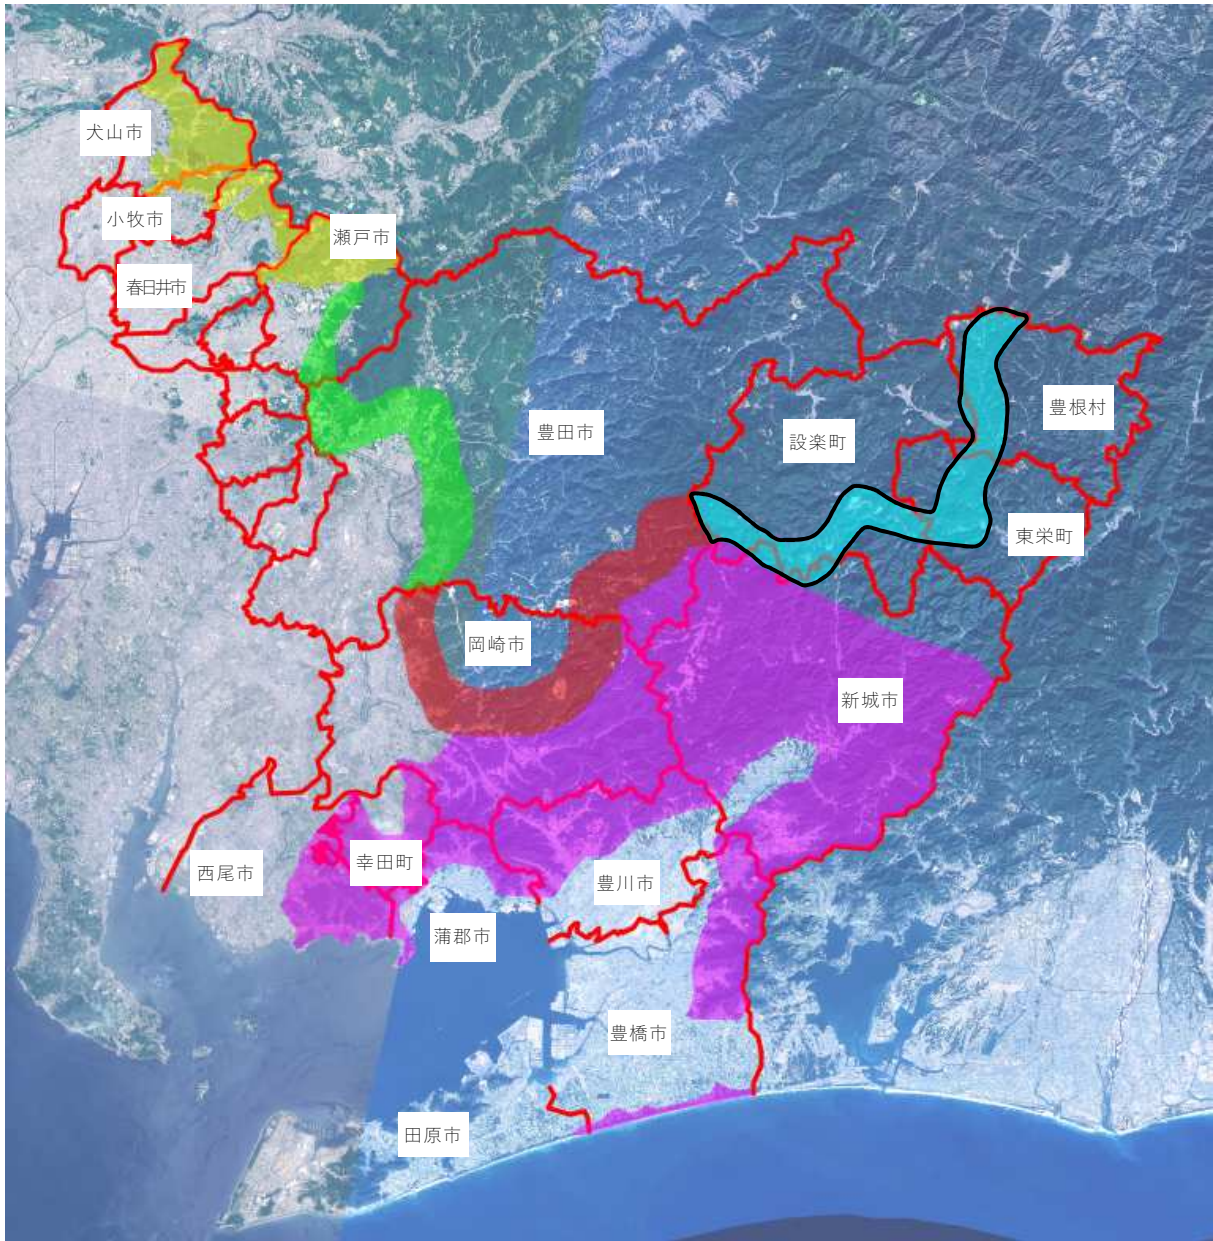 犬山市
小牧市
瀬戸市
春日井市
豊根村
豊田市
設楽町
東栄町
岡崎市
新城市
幸田町
西尾市
豊川市
蒲郡市
豊橋市
田原市